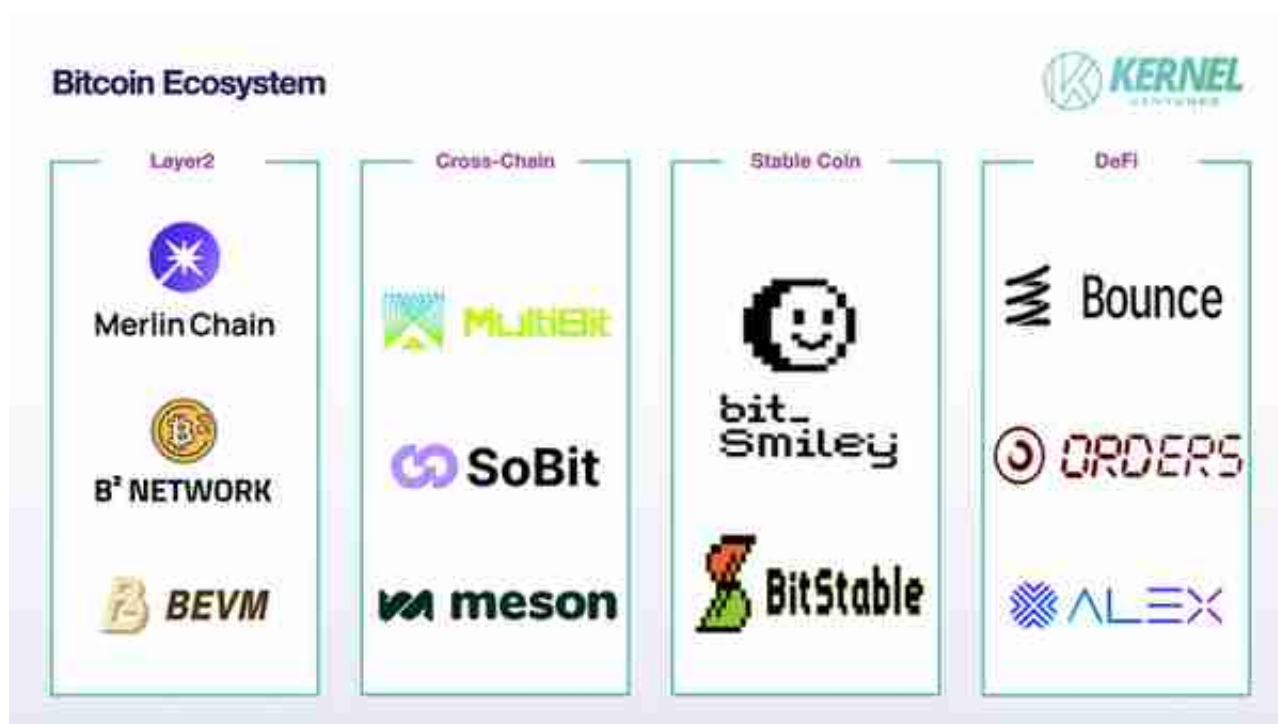 Bitcoin Ecosystem
KERNEL
VENTURES
Layer2
Merlin Chain
B² NETWORK
BEVM
Cross-Chain
MultiBit
SoBit
meson
Stable Coin
bit_
Smiley
BitStable
DeFi
Bounce
ORDERS
ALEX